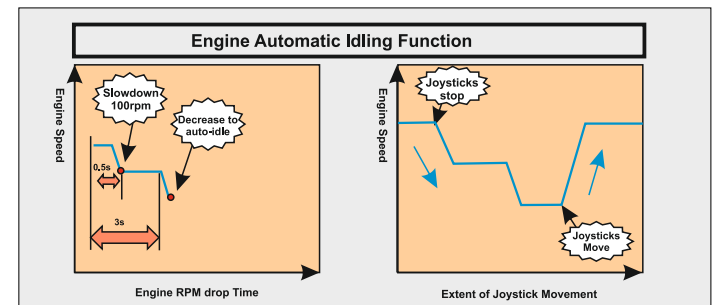 Engine Automatic Idling Function
Engine Speed
Slowdown
100rpm
Decrease to
auto-idle
0.5s
3s
Engine RPM drop Time
Engine Speed
Joysticks
stop
Joysticks
Move
Extent of Joystick Movement